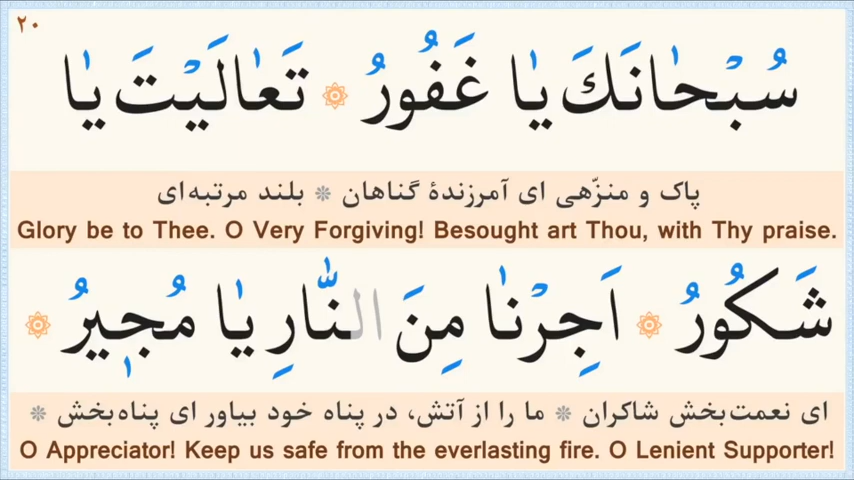 ۲۰
سُبْحٰانَكَ يٰا غَفُورُ ۞ تَعٰالَيْتَ يٰا
پاک و منزّهی ای آمرزندهٔ گناهان ❊ بلند مرتبه‌ای
Glory be to Thee. O Very Forgiving! Besought art Thou, with Thy praise.
شَكُورُ ۞ اَجِرْنٰا مِنَ النّٰارِ يٰا مُجٖيرُ ۞
ای نعمت‌بخش شاکران ❊ ما را از آتش، در پناه خود بیاور ای پناه‌بخش ❊
O Appreciator! Keep us safe from the everlasting fire. O Lenient Supporter!